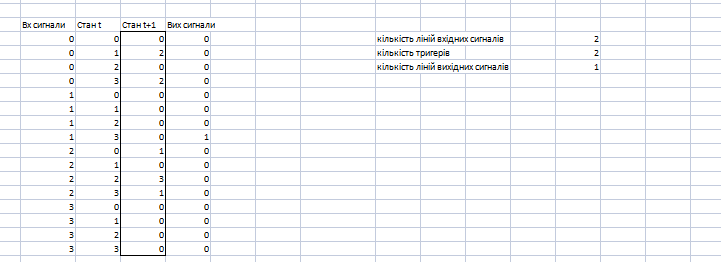 Вх сигнали Стан t Стан t+1 Вих сигнали
0 0 0 0 кількість ліній вхідних сигналів 2
0 1 2 0 кількість тригерів 2
0 2 0 0 кількість ліній вихідних сигналів 1
0 3 2 0
1 0 0 0
1 1 0 0
1 2 0 0
1 3 0 1
2 0 1 0
2 1 0 0
2 2 3 0
2 3 1 0
3 0 0 0
3 1 0 0
3 2 0 0
3 3 0 0